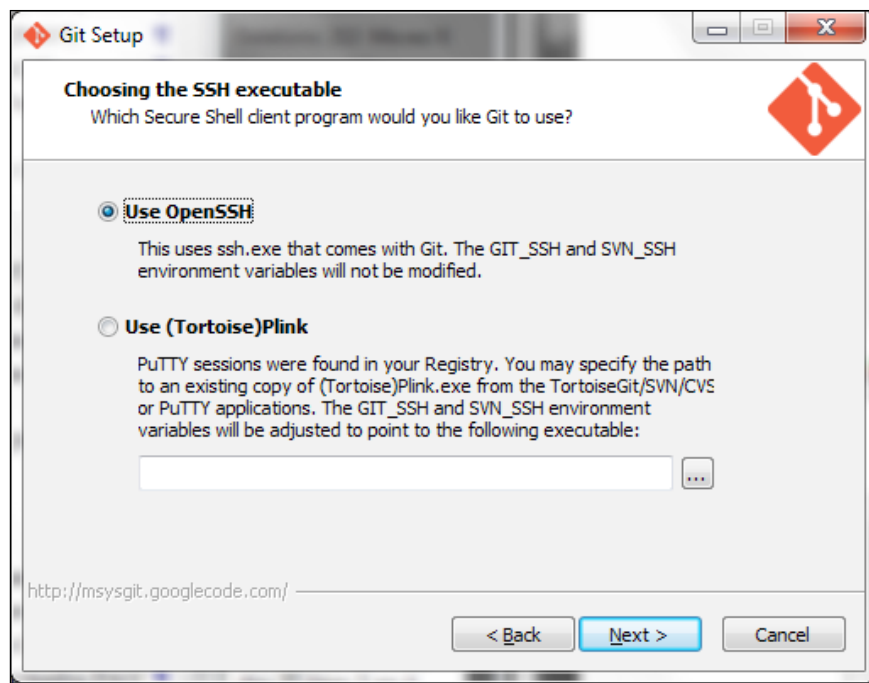 Git Setup
Choosing the SSH executable
Which Secure Shell client program would you like Git to use?
Use OpenSSH
This uses ssh.exe that comes with Git. The GIT_SSH and SVN_SSH
environment variables will not be modified.
Use (Tortoise)Plink
PuTTY sessions were found in your Registry. You may specify the path
to an existing copy of (Tortoise)Plink.exe from the TortoiseGit/SVN/CVS
or PuTTY applications. The GIT_SSH and SVN_SSH environment
variables will be adjusted to point to the following executable:
...
http://msysgit.googlecode.com/
< Back Next > Cancel